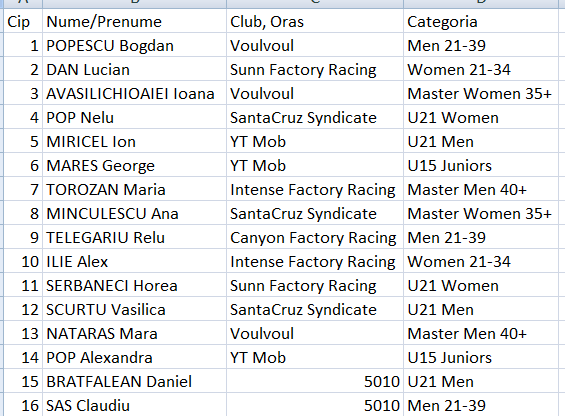 Cip Nume/Prenume Club, Oras Categoria
1 POPESCU Bogdan Voulvoul Men 21-39
2 DAN Lucian Sunn Factory Racing Women 21-34
3 AVASILICHIOAIEI Ioana Voulvoul Master Women 35+
4 POP Nelu SantaCruz Syndicate U21 Women
5 MIRICEL Ion YT Mob U21 Men
6 MARES George YT Mob U15 Juniors
7 TOROZAN Maria Intense Factory Racing Master Men 40+
8 MINCULESCU Ana SantaCruz Syndicate Master Women 35+
9 TELEGARIU Relu Canyon Factory Racing Men 21-39
10 ILIE Alex Intense Factory Racing Women 21-34
11 SERBANECI Horea Sunn Factory Racing U21 Women
12 SCURTU Vasilica SantaCruz Syndicate U21 Men
13 NATARAS Mara Voulvoul Master Men 40+
14 POP Alexandra YT Mob U15 Juniors
15 BRATFALEAN Daniel 5010 U21 Men
16 SAS Claudiu 5010 Men 21-39